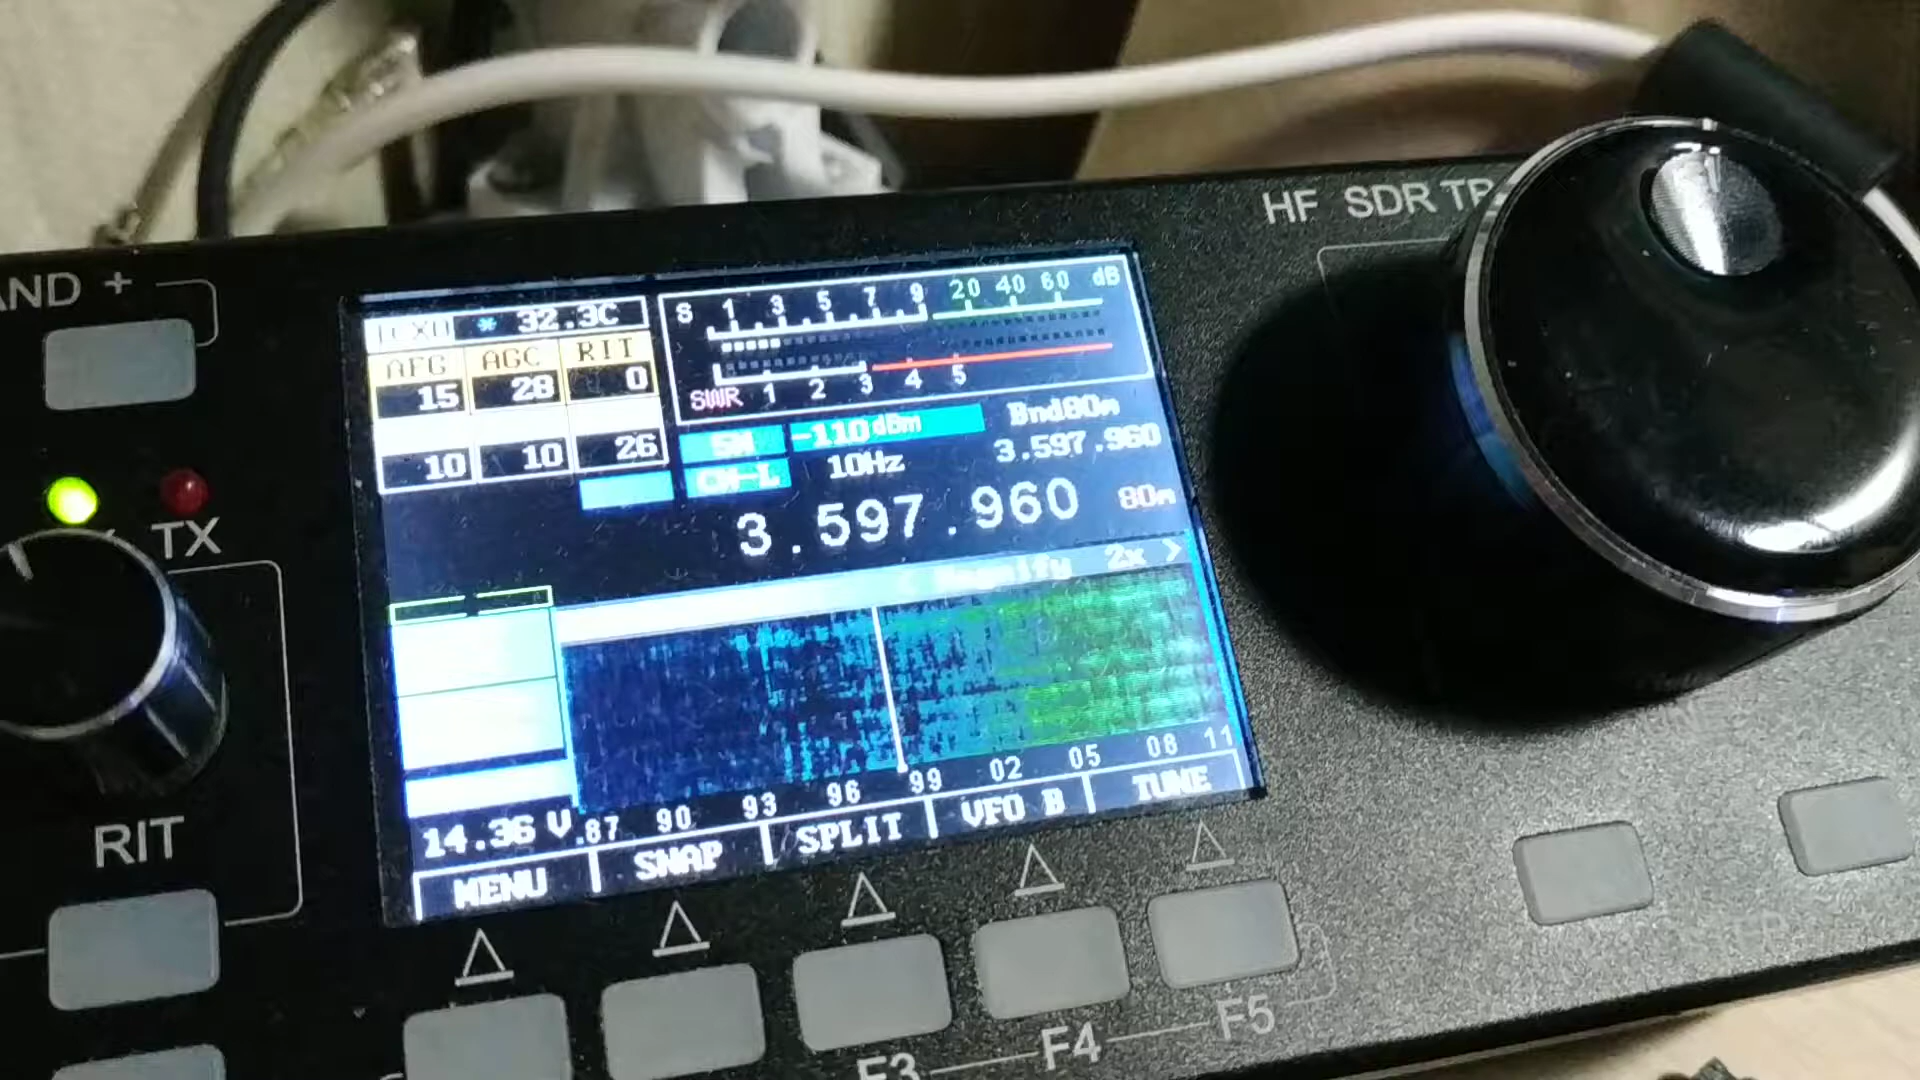 HF SDR TR
AND +
TCXO * 32.3C
AFG AGC RIT
15 28 0
10 10 26
S 1 3 5 7 9 20 40 60 dB
SWR 1 2 3 4 5
-110dBm
Bnd80m
CW-L
10Hz
3.597.960
3.597.960 80m
Magnify 2x >
TX
RIT
14.36 V .87 90 93 96 99 02 05 08 11
MENU SNAP SPLIT VFO B TUNE
STEP
F3 F4 F5